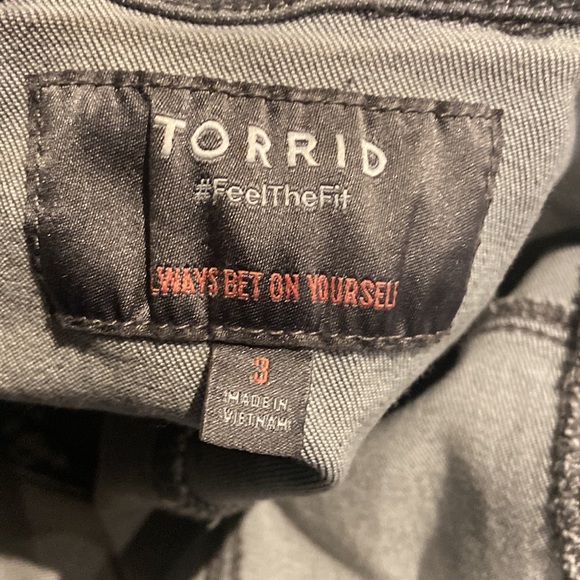 TORRID
#FeelTheFit
LWAYS BET ON YOURSEL
3
MADE IN
VIETNAM